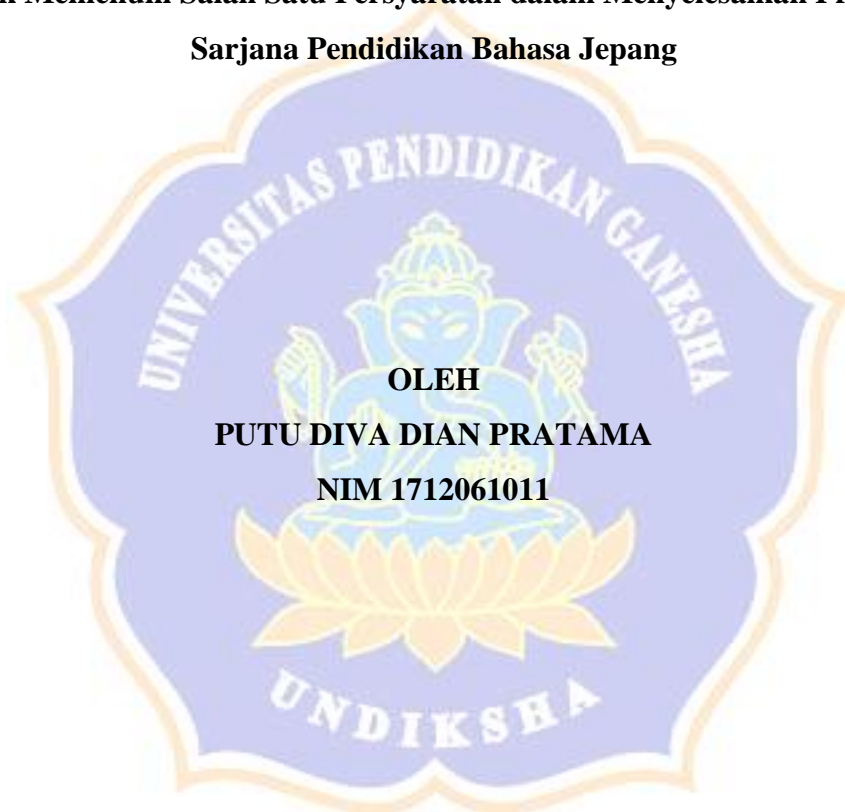 Memenuhi Salah Satu Persyaratan dalam Menyelesaikan
Sarjana Pendidikan Bahasa Jepang
UNIVERSITAS PENDIDIKAN GANESHA
OLEH
PUTU DIVA DIAN PRATAMA
NIM 1712061011
UNDIKSHA